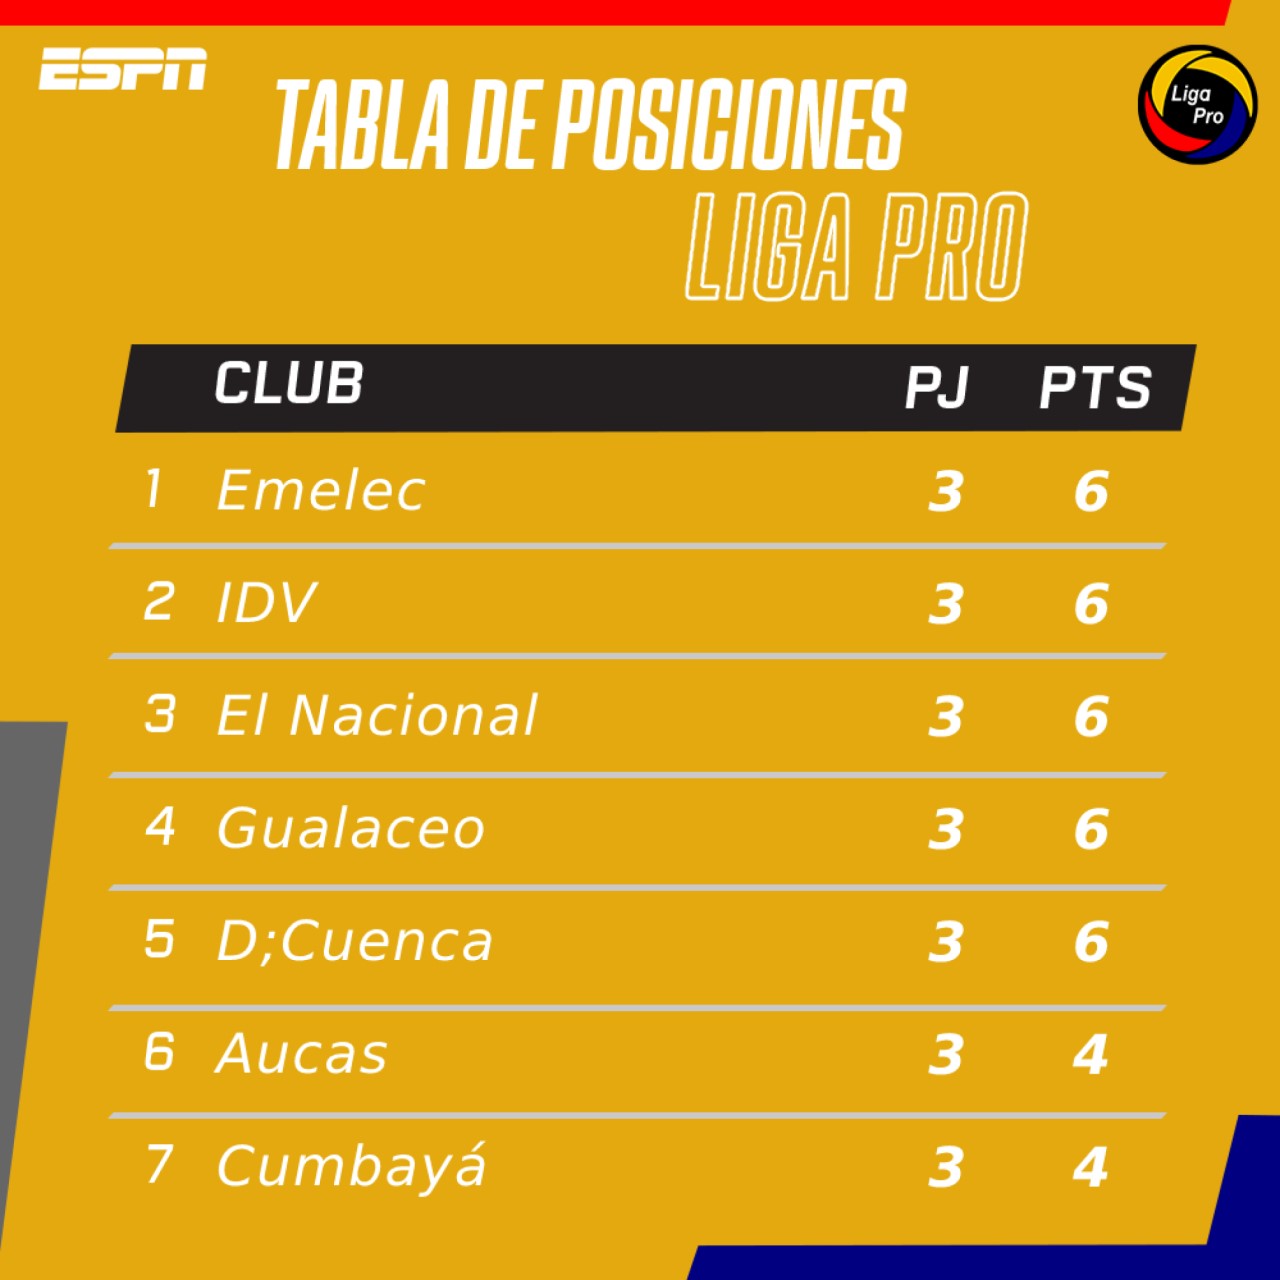 ESPN
Liga
Pro
TABLA DE POSICIONES
LIGA PRO
CLUB PJ PTS
1 Emelec 3 6
2 IDV 3 6
3 El Nacional 3 6
4 Gualaceo 3 6
5 D;Cuenca 3 6
6 Aucas 3 4
7 Cumbayá 3 4